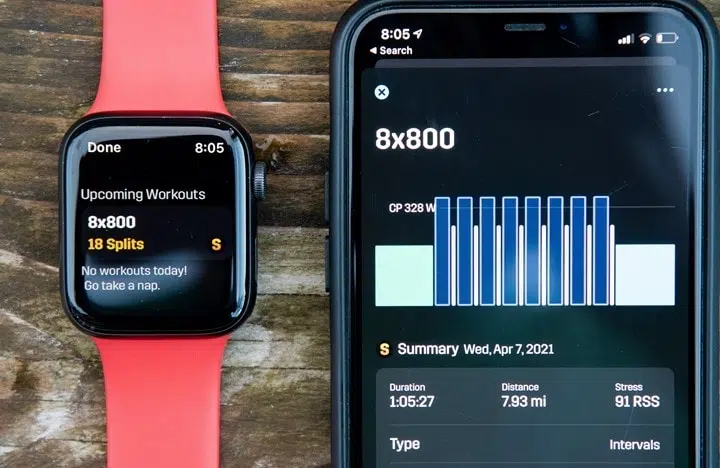 Done 8:05
Upcoming Workouts
8x800
18 Splits S
No workouts today!
Go take a nap.
8:05
Search
8x800
CP 328 W
S Summary Wed, Apr 7, 2021
Duration Distance Stress
1:05:27 7.93 mi 91 RSS
Type Intervals